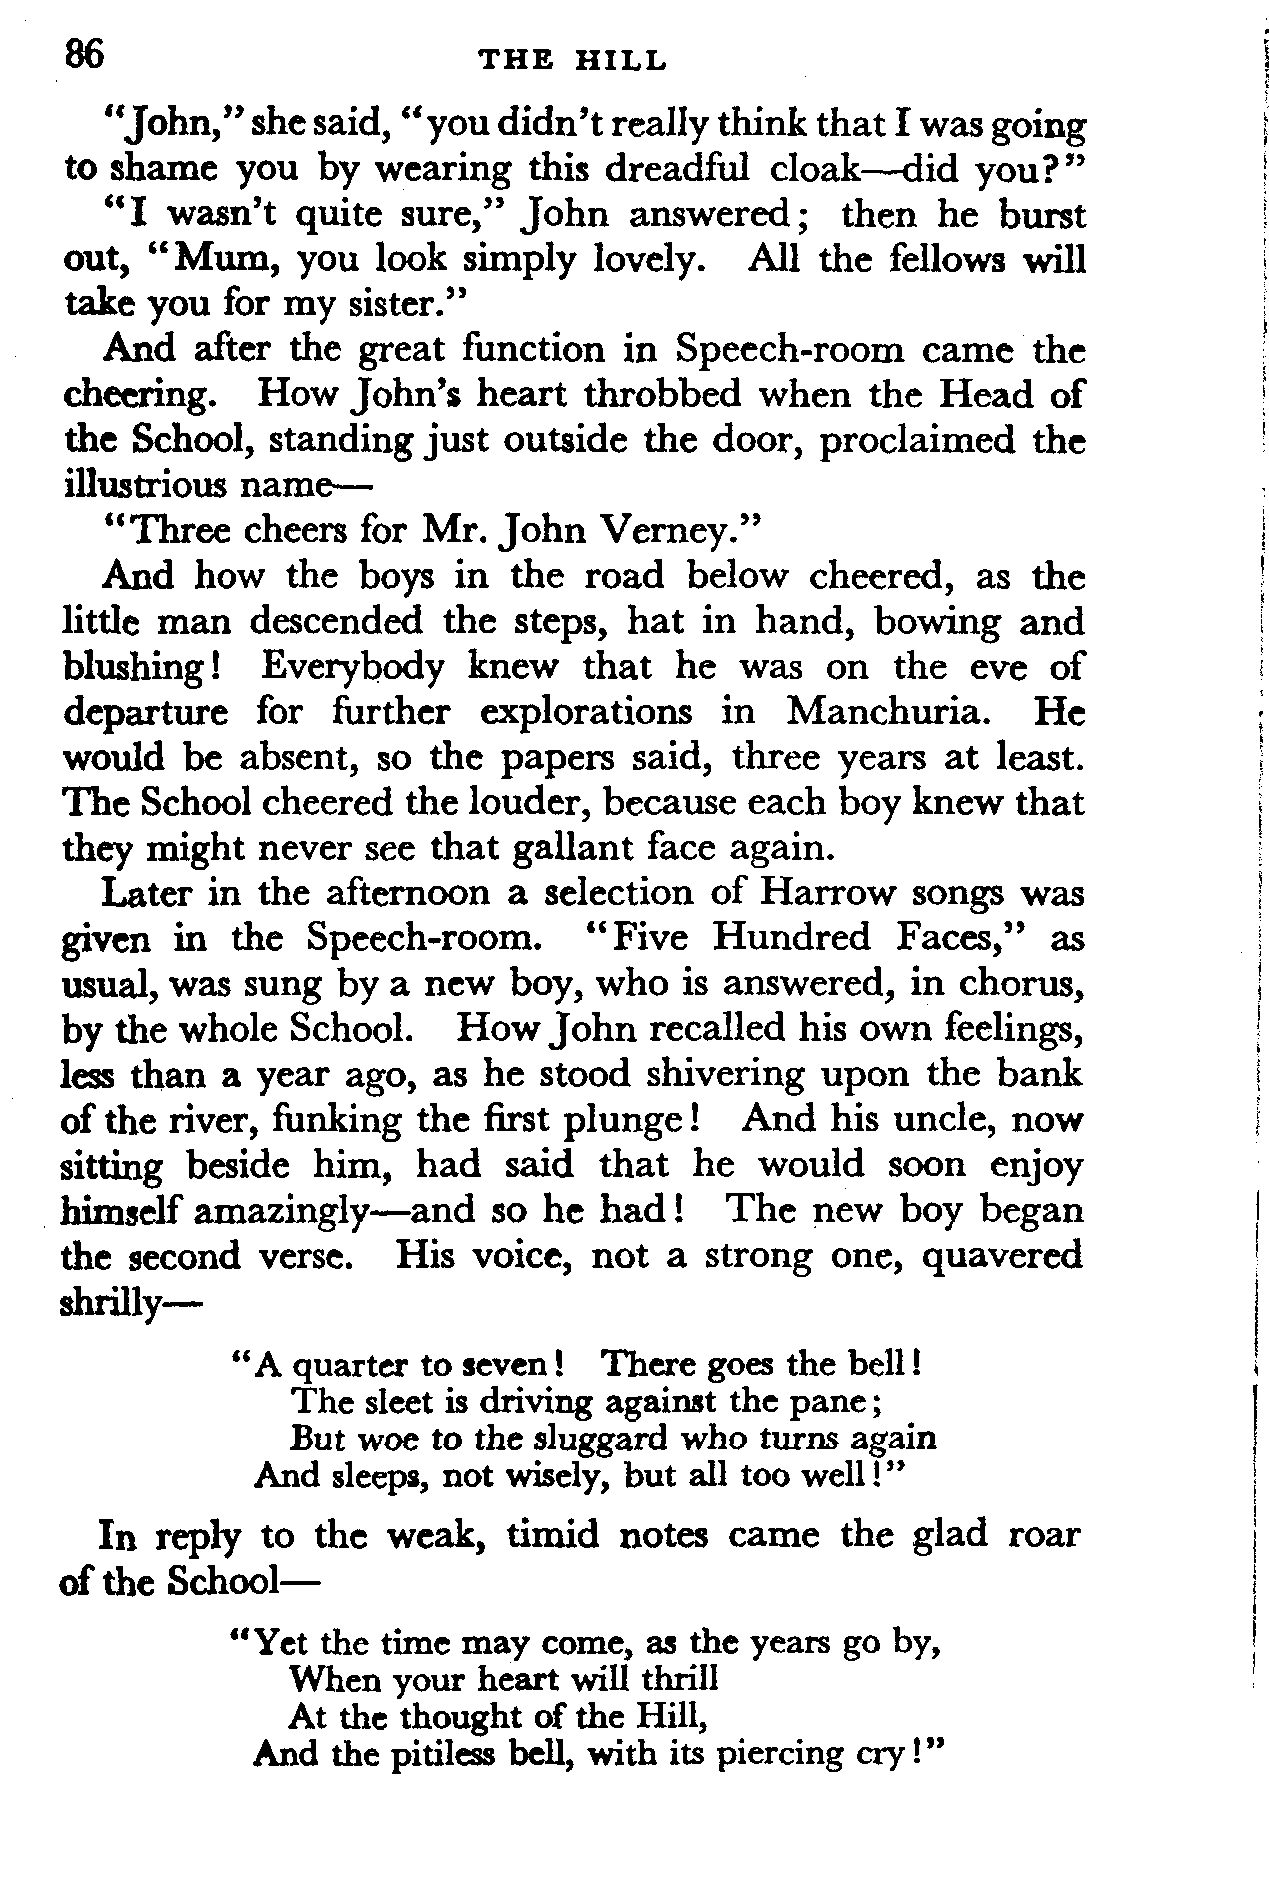 86 THE HILL
“John,” she said, “you didn’t really think that I was going
to shame you by wearing this dreadful cloak—did you?”
“I wasn’t quite sure,” John answered; then he burst
out, “Mum, you look simply lovely. All the fellows will
take you for my sister.”
And after the great function in Speech-room came the
cheering. How John’s heart throbbed when the Head of
the School, standing just outside the door, proclaimed the
illustrious name—
“Three cheers for Mr. John Verney.”
And how the boys in the road below cheered, as the
little man descended the steps, hat in hand, bowing and
blushing! Everybody knew that he was on the eve of
departure for further explorations in Manchuria. He
would be absent, so the papers said, three years at least.
The School cheered the louder, because each boy knew that
they might never see that gallant face again.
Later in the afternoon a selection of Harrow songs was
given in the Speech-room. “Five Hundred Faces,” as
usual, was sung by a new boy, who is answered, in chorus,
by the whole School. How John recalled his own feelings,
less than a year ago, as he stood shivering upon the bank
of the river, funking the first plunge! And his uncle, now
sitting beside him, had said that he would soon enjoy
himself amazingly—and so he had! The new boy began
the second verse. His voice, not a strong one, quavered
shrilly—
“A quarter to seven! There goes the bell!
The sleet is driving against the pane;
But woe to the sluggard who turns again
And sleeps, not wisely, but all too well!”
In reply to the weak, timid notes came the glad roar
of the School—
“Yet the time may come, as the years go by,
When your heart will thrill
At the thought of the Hill,
And the pitiless bell, with its piercing cry!”